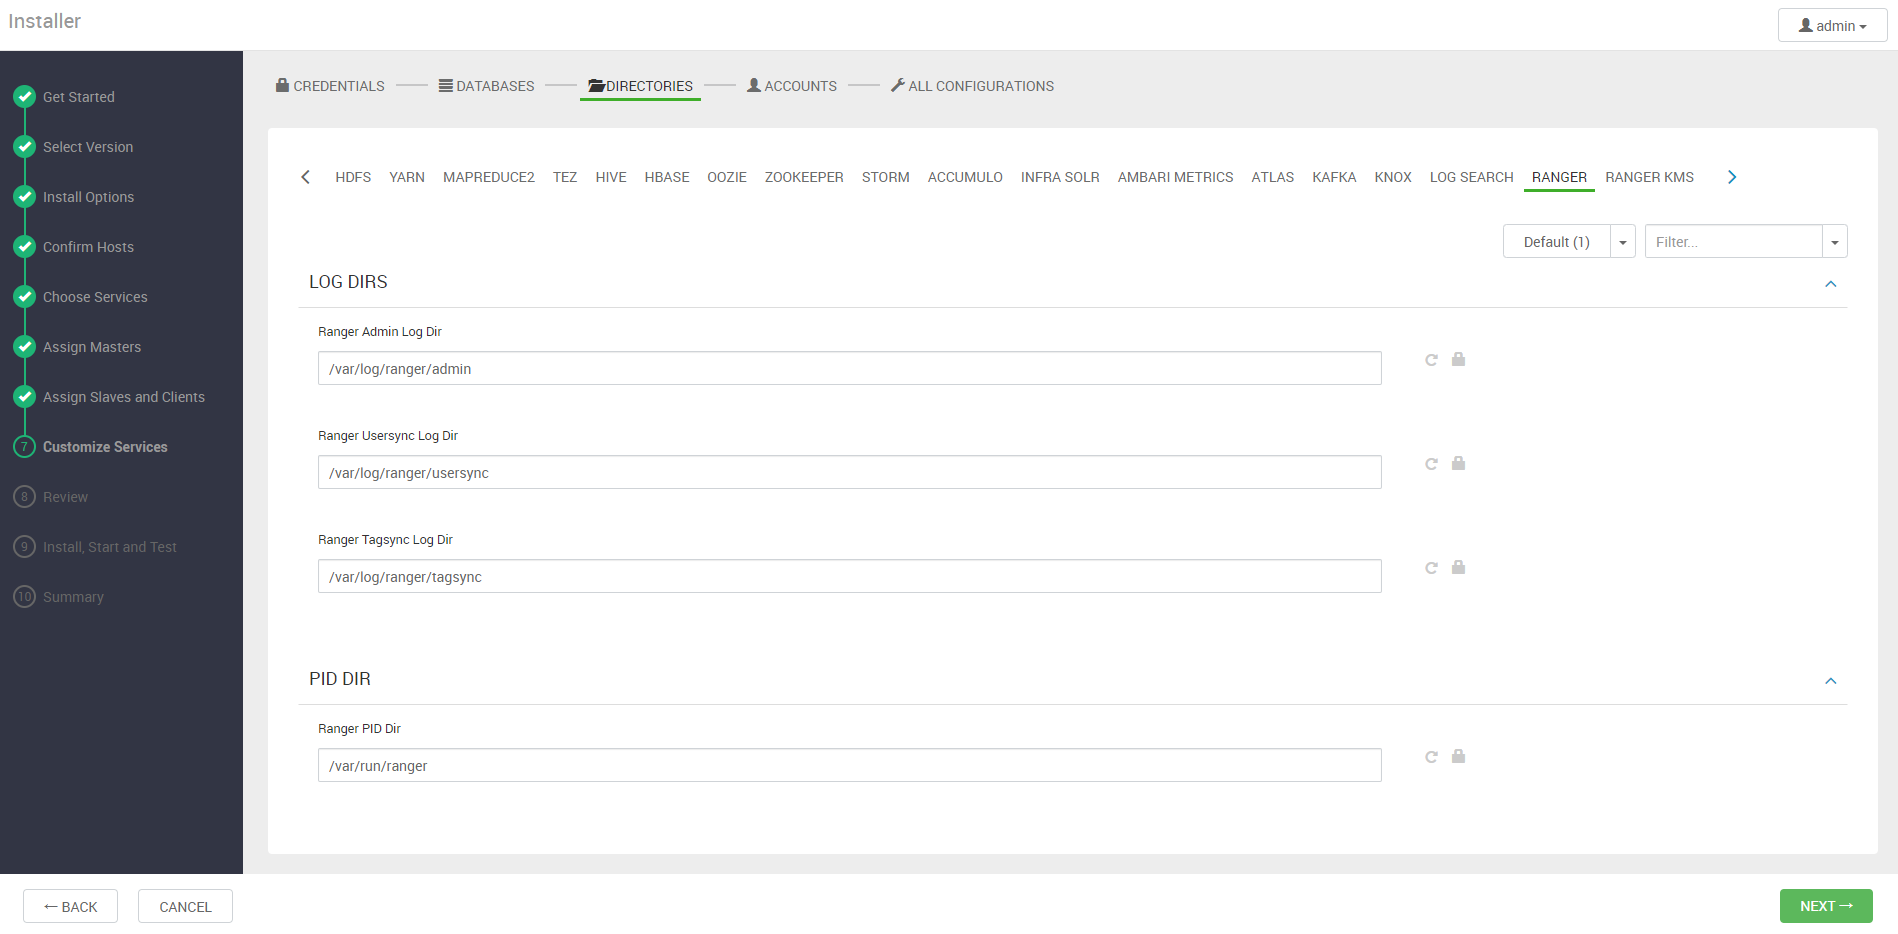 Installer
admin
Get Started
Select Version
Install Options
Confirm Hosts
Choose Services
Assign Masters
Assign Slaves and Clients
7 Customize Services
8 Review
9 Install, Start and Test
10 Summary
CREDENTIALS DATABASES DIRECTORIES ACCOUNTS ALL CONFIGURATIONS
HDFS YARN MAPREDUCE2 TEZ HIVE HBASE OOZIE ZOOKEEPER STORM ACCUMULO INFRA SOLR AMBARI METRICS ATLAS KAFKA KNOX LOG SEARCH RANGER RANGER KMS
Default (1) Filter...
LOG DIRS
Ranger Admin Log Dir
/var/log/ranger/admin
Ranger Usersync Log Dir
/var/log/ranger/usersync
Ranger Tagsync Log Dir
/var/log/ranger/tagsync
PID DIR
Ranger PID Dir
/var/run/ranger
← BACK CANCEL NEXT →